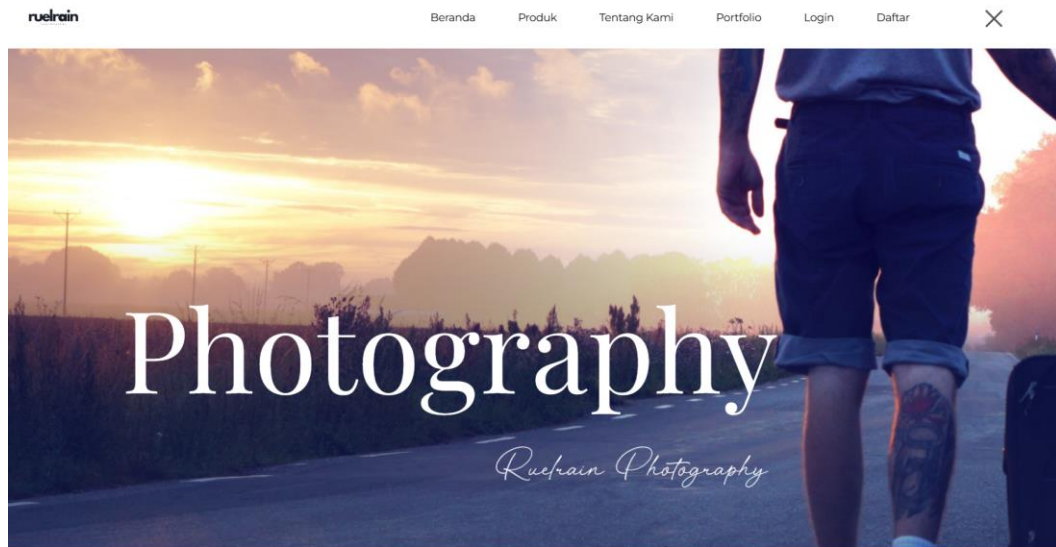 ruelrain
Beranda Produk Tentang Kami Portfolio Login Daftar
Photography
Ruelrain Photography